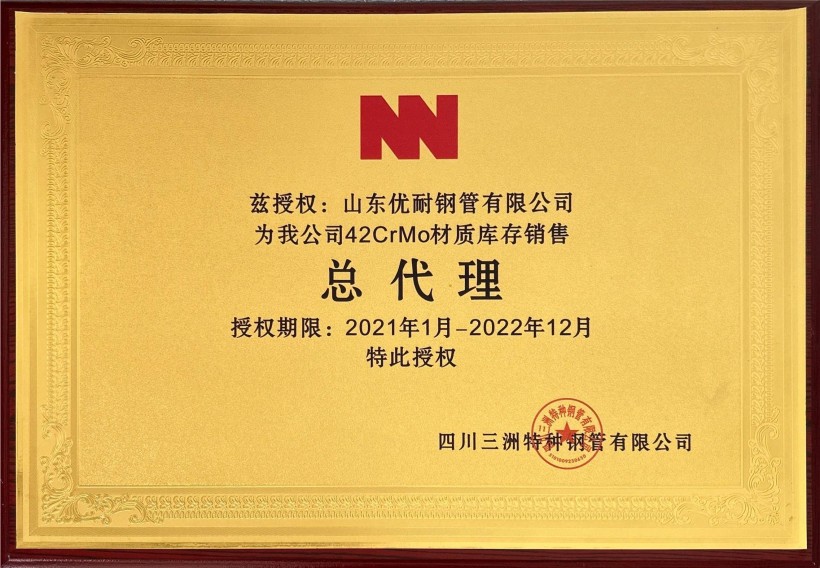 兹授权：山东优耐钢管有限公司
为我公司42CrMo材质库存销售
总代理
授权期限：2021年1月–2022年12月
特此授权
四川三洲特种钢管有限公司